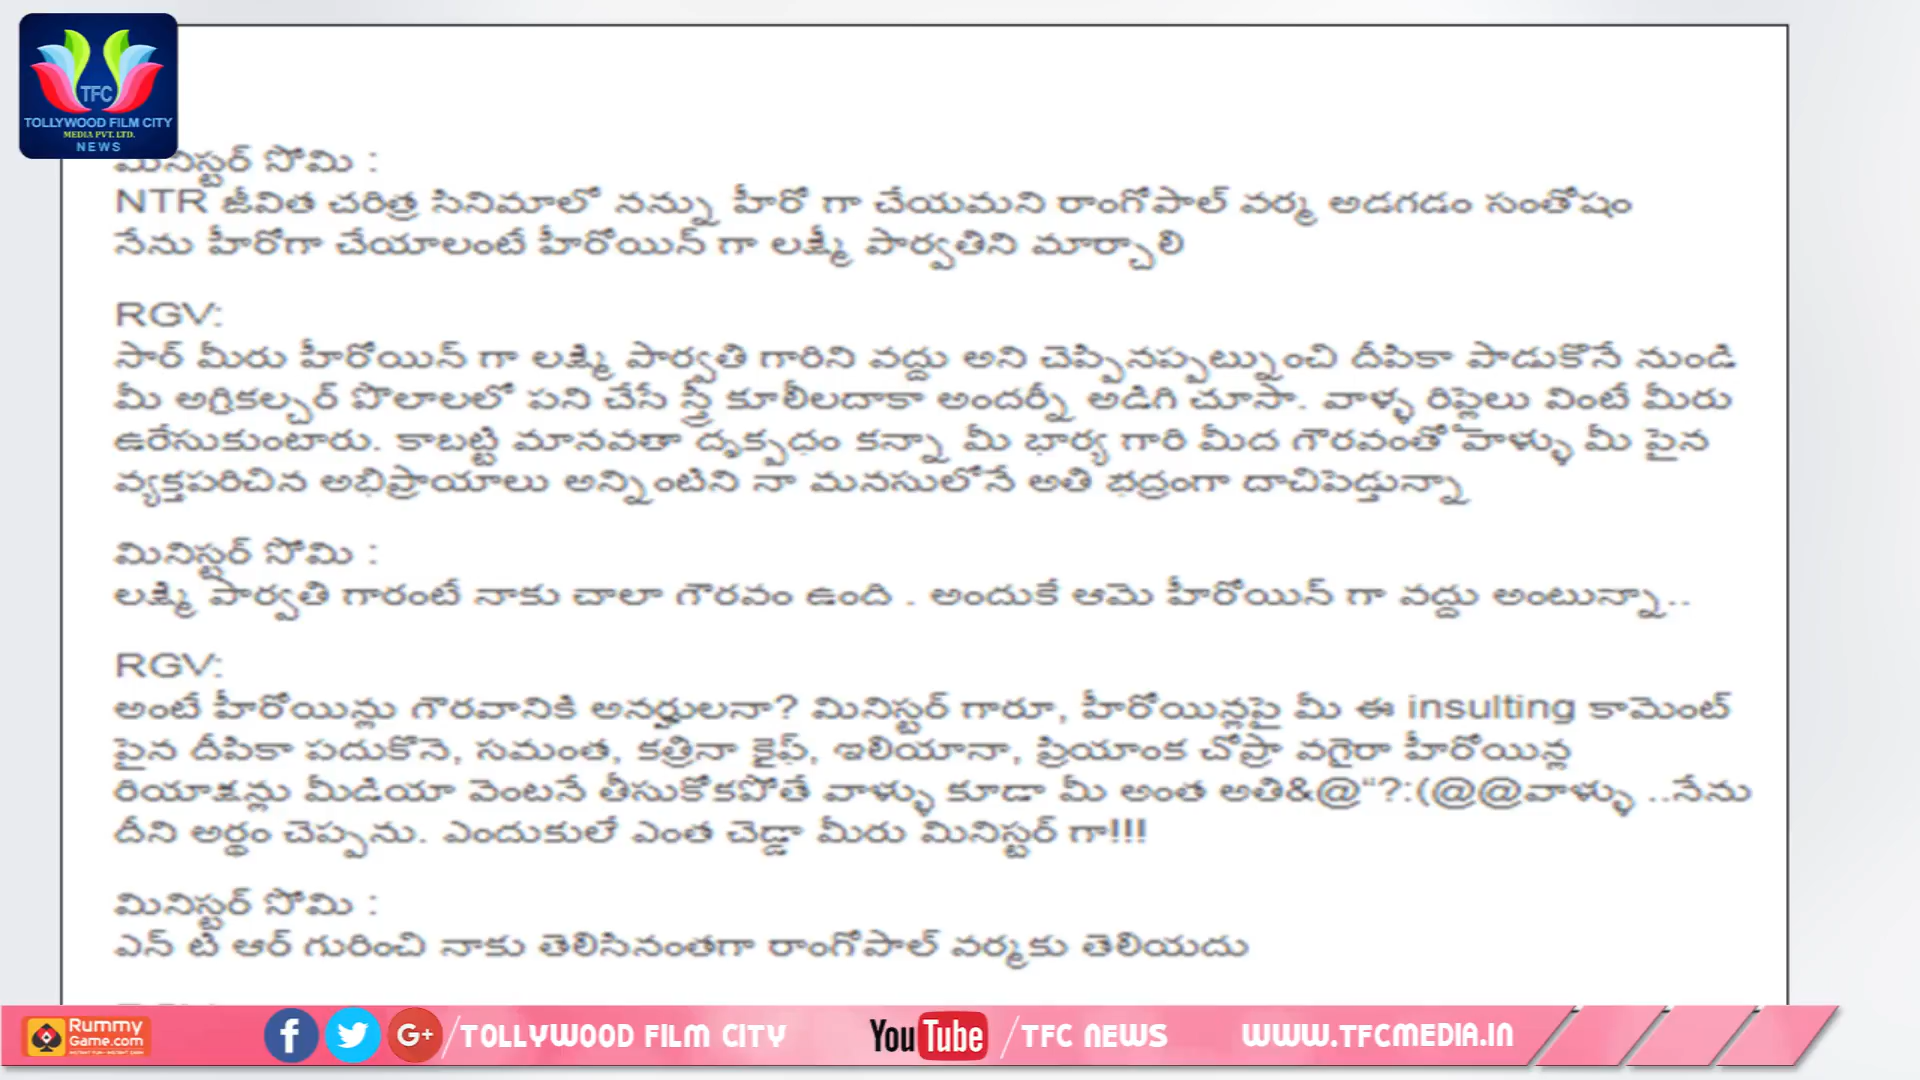 TFC
TOLLYWOOD FILM CITY
MEDIA PVT. LTD.
NEWS
మినిస్టర్ సోమి :
NTR జీవిత చరిత్ర సినిమాలో నన్ను హీరో గా చేయమని రాంగోపాల్ వర్మ అడగడం సంతోషం
నేను హీరోగా చేయాలంటే హీరోయిన్ గా లక్ష్మీ పార్వతిని మార్చాలి
RGV:
సార్ మీరు హీరోయిన్ గా లక్ష్మి పార్వతి గారిని వద్దు అని చెప్పినప్పట్నుంచి దీపికా పాడుకొనే నుండి
మీ అగ్రికల్చర్ పొలాలలో పని చేసే స్త్రీ కూలీలదాకా అందర్నీ అడిగి చూసా. వాళ్ళ రిప్లైలు వింటే మీరు
ఉరేసుకుంటారు. కాబట్టి మానవతా దృక్పధం కన్నా మీ భార్య గారి మీద గౌరవంతో వాళ్ళు మీ పైన
వ్యక్తపరిచిన అభిప్రాయాలు అన్నింటిని నా మనసులోనే అతి భద్రంగా దాచిపెడ్తున్నా
మినిస్టర్ సోమి :
లక్ష్మి పార్వతి గారంటే నాకు చాలా గౌరవం ఉంది . అందుకే ఆమె హీరోయిన్ గా వద్దు అంటున్నా..
RGV:
అంటే హీరోయిన్లు గౌరవానికి అనర్హులనా? మినిస్టర్ గారూ, హీరోయిన్లపై మీ ఈ insulting కామెంట్
పైన దీపికా పదుకొనె, సమంత, కత్రినా కైఫ్, ఇలియానా, ప్రియాంక చోప్రా వగైరా హీరోయిన్ల
రియాక్షన్లు మీడియా వెంటనే తీసుకోకపోతే వాళ్ళు కూడా మీ అంత అతి&@“?:(@@వాళ్ళు ..నేను
దీని అర్థం చెప్పను. ఎందుకులే ఎంత చెడ్డా మీరు మినిస్టర్ గా!!!
మినిస్టర్ సోమి :
ఎన్ టి ఆర్ గురించి నాకు తెలిసినంతగా రాంగోపాల్ వర్మకు తెలియదు
Rummy
Game.com
f G+ /TOLLYWOOD FILM CITY YouTube /TFC NEWS WWW.TFCMEDIA.IN